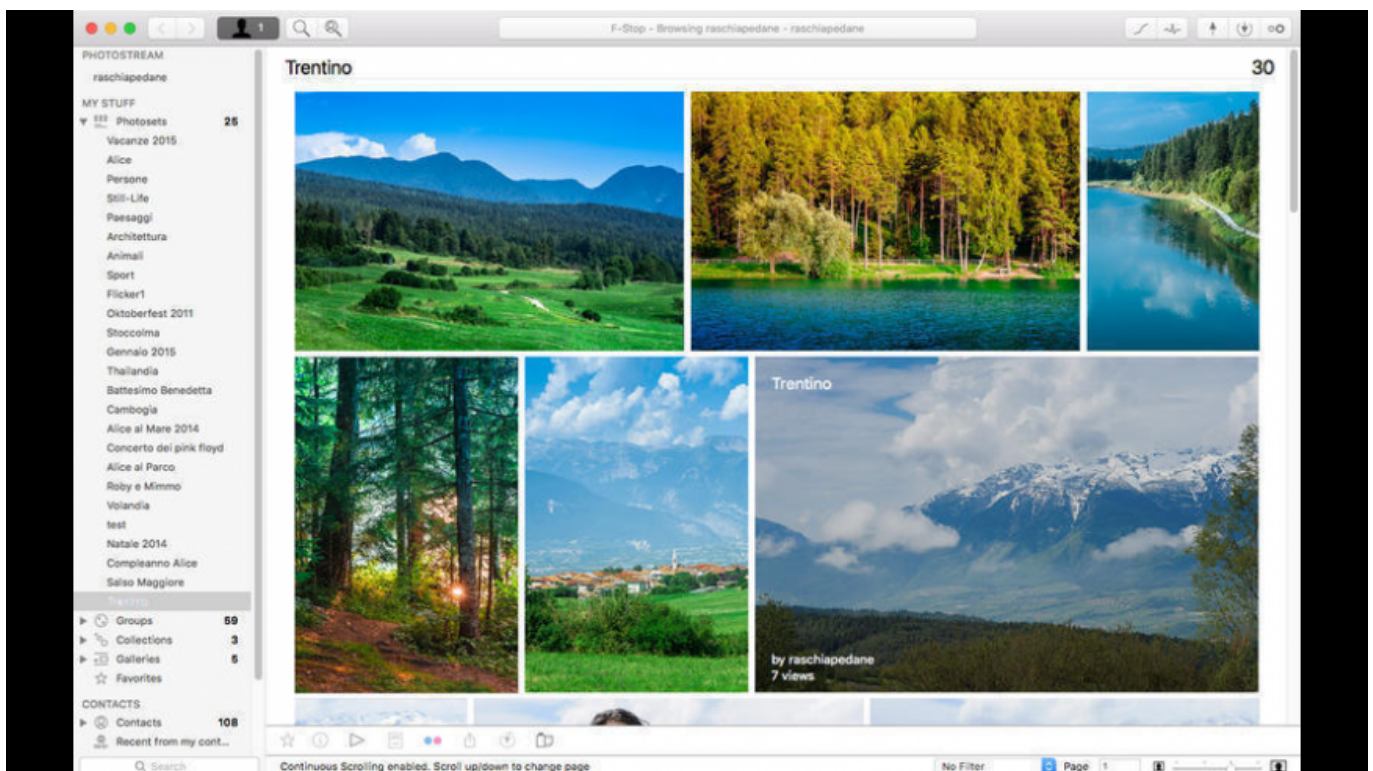 1
F-Stop - Browsing raschiapedane - raschiapedane
PHOTOSTREAM
raschiapedane
MY STUFF
Photosets 25
Vacanze 2015
Alice
Persone
Still-Life
Paesaggi
Architettura
Animali
Sport
Flicker1
Oktoberfest 2011
Stoccolma
Gennaio 2015
Thailandia
Battesimo Benedetta
Cambogia
Alice al Mare 2014
Concerto dei pink floyd
Alice al Parco
Roby e Mimmo
Volandia
test
Natale 2014
Compleanno Alice
Salso Maggiore
Trentino
Groups 59
Collections 3
Galleries 5
Favorites
CONTACTS
Contacts 108
Recent from my cont...
Search
Trentino 30
Trentino
by raschiapedane
7 views
Continuous Scrolling enabled. Scroll up/down to change page
No Filter
Page 1